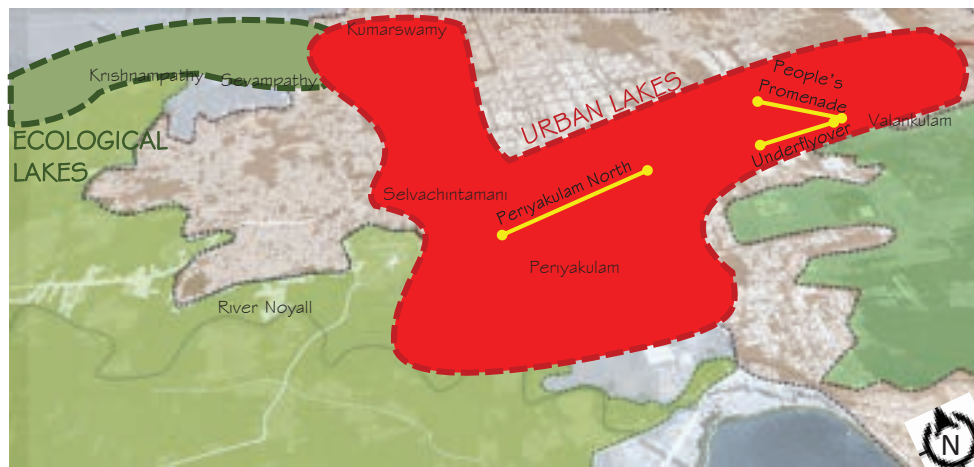 Kumarswamy
Krishnampathy
Sevampathy
ECOLOGICAL
LAKES
URBAN LAKES
People's
Promenade
Valankulam
Underflyover
Selvachintamani
Periyakulam North
Periyakulam
River Noyall
N